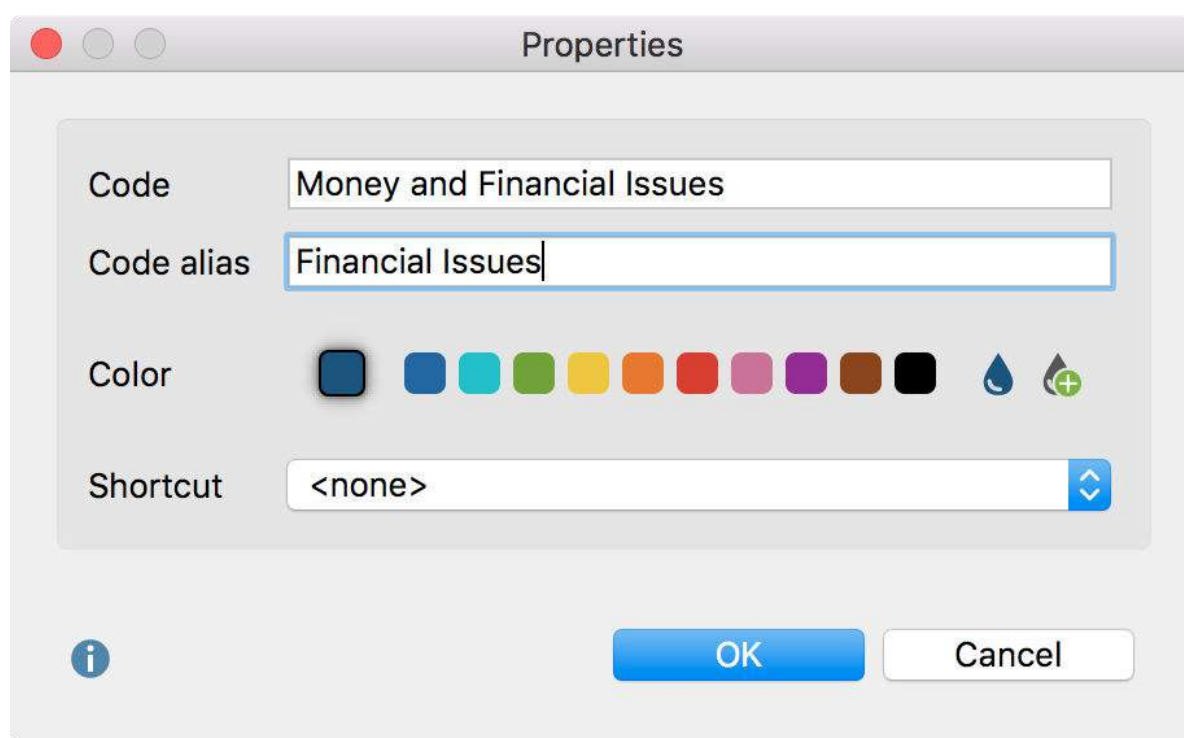 Properties
Code
Money and Financial Issues
Code alias
Financial Issues
Color
Shortcut
<none>
OK
Cancel